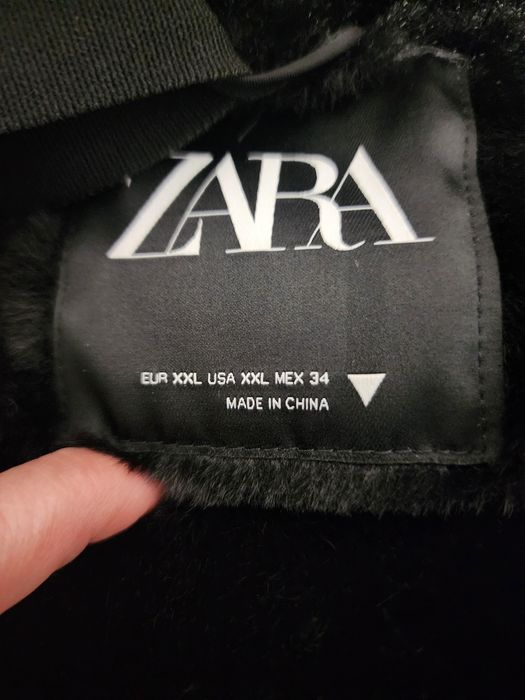 ZARA
EUR XXL USA XXL MEX 34
MADE IN CHINA